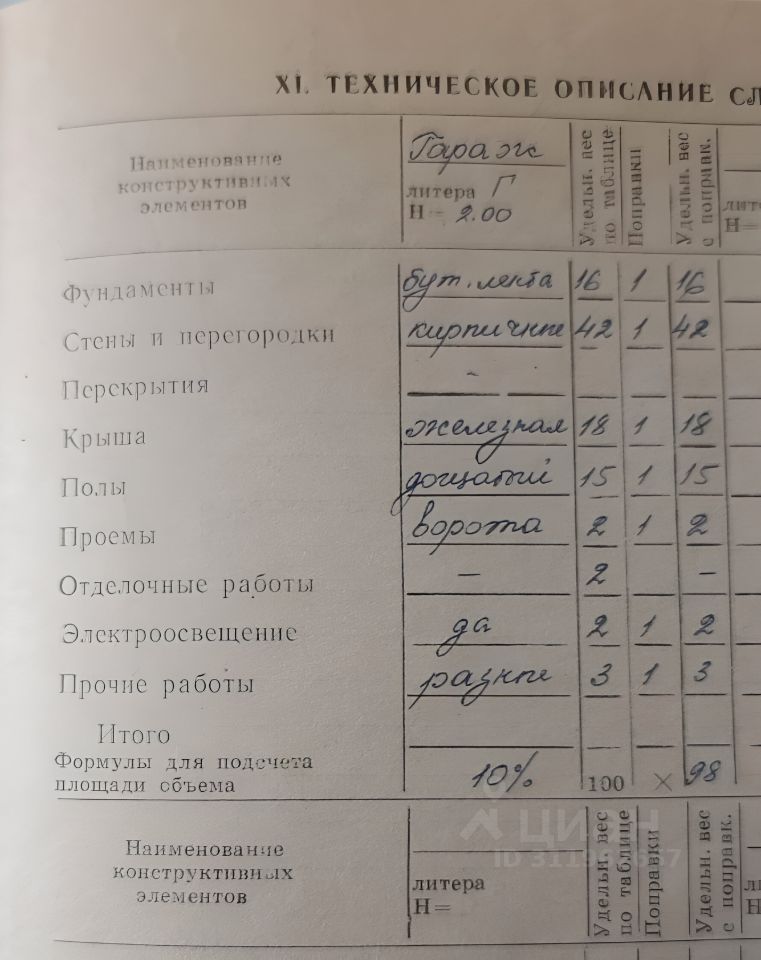 XI. ТЕХНИЧЕСКОЕ ОПИСАНИЕ СЛ
Наименование
конструктивных
элементов
Гараж
литера Г
Н = 2.00
Удельн. вес
по таблице
Поправки
Удельн. вес
с поправк.
лит
Н=
Фундаменты бут. лента 16 1 16
Стены и перегородки кирпичные 42 1 42
Перекрытия —
Крыша железная 18 1 18
Полы дощатый 15 1 15
Проемы ворота 2 1 2
Отделочные работы — 2 –
Электроосвещение да 2 1 2
Прочие работы разные 3 1 3
Итого
Формулы для подсчета
площади объема 10% 100 × 98
Наименование
конструктивных
элементов
литера
Н=
Удельн. вес
по таблице
Поправки
Удельн. вес
с поправк.
ли
Н
циан